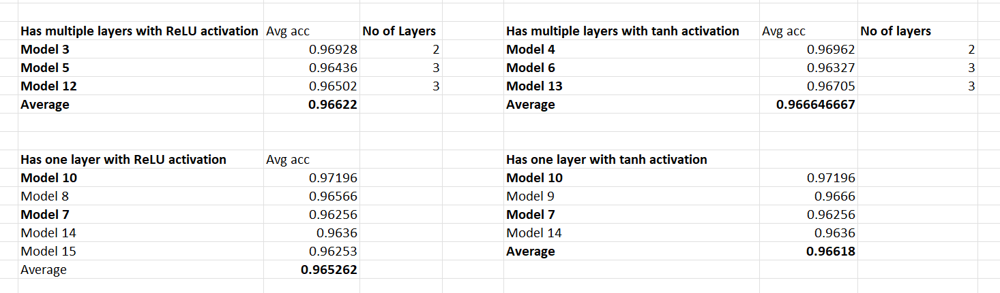 Has multiple layers with ReLU activation Avg acc No of Layers Has multiple layers with tanh activation Avg acc No of layers
Model 3 0.96928 2 Model 4 0.96962 2
Model 5 0.96436 3 Model 6 0.96327 3
Model 12 0.96502 3 Model 13 0.96705 3
Average 0.96622 Average 0.966646667
Has one layer with ReLU activation Avg acc Has one layer with tanh activation
Model 10 0.97196 Model 10 0.97196
Model 8 0.96566 Model 9 0.9666
Model 7 0.96256 Model 7 0.96256
Model 14 0.9636 Model 14 0.9636
Model 15 0.96253 Average 0.96618
Average 0.965262